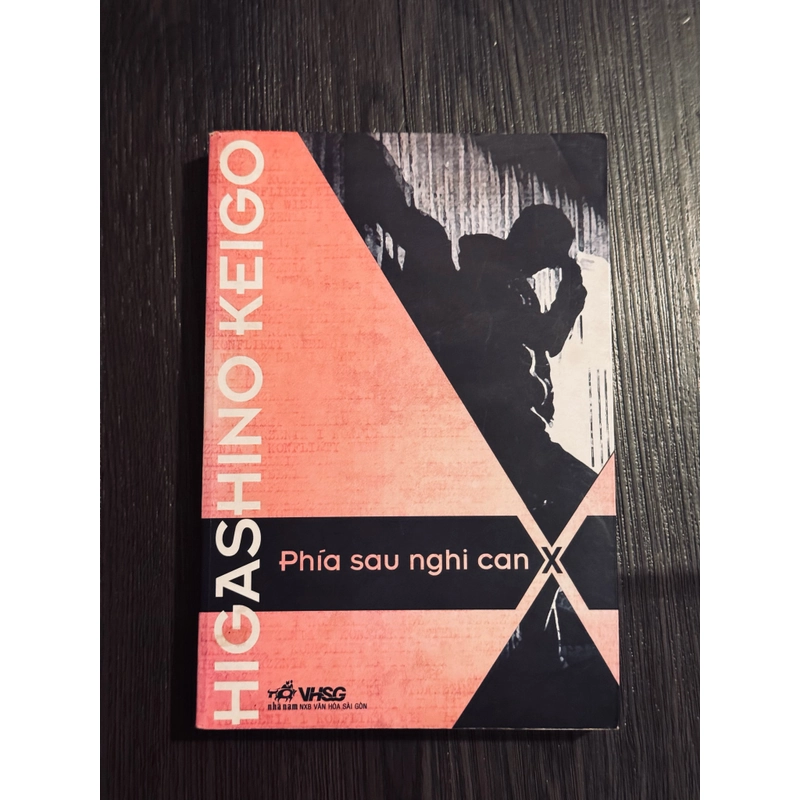 HIGASHINO KEIGO
Phía sau nghi can X
VHSG
nhã nam NXB VĂN HÓA SÀI GÒN